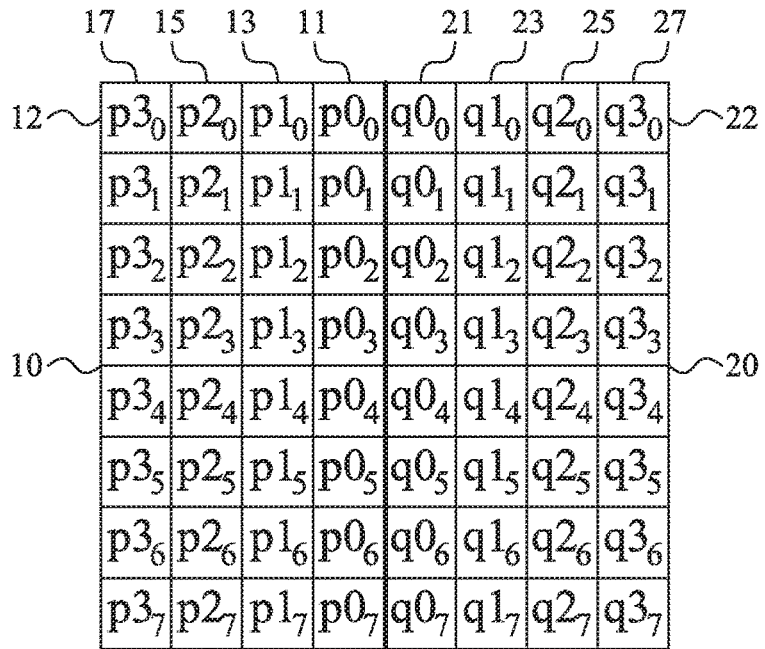 17 15 13 11 21 23 25 27
12 p3₀ p2₀ p1₀ p0₀ q0₀ q1₀ q2₀ q3₀ 22
p3₁ p2₁ p1₁ p0₁ q0₁ q1₁ q2₁ q3₁
p3₂ p2₂ p1₂ p0₂ q0₂ q1₂ q2₂ q3₂
p3₃ p2₃ p1₃ p0₃ q0₃ q1₃ q2₃ q3₃
10 20
p3₄ p2₄ p1₄ p0₄ q0₄ q1₄ q2₄ q3₄
p3₅ p2₅ p1₅ p0₅ q0₅ q1₅ q2₅ q3₅
p3₆ p2₆ p1₆ p0₆ q0₆ q1₆ q2₆ q3₆
p3₇ p2₇ p1₇ p0₇ q0₇ q1₇ q2₇ q3₇